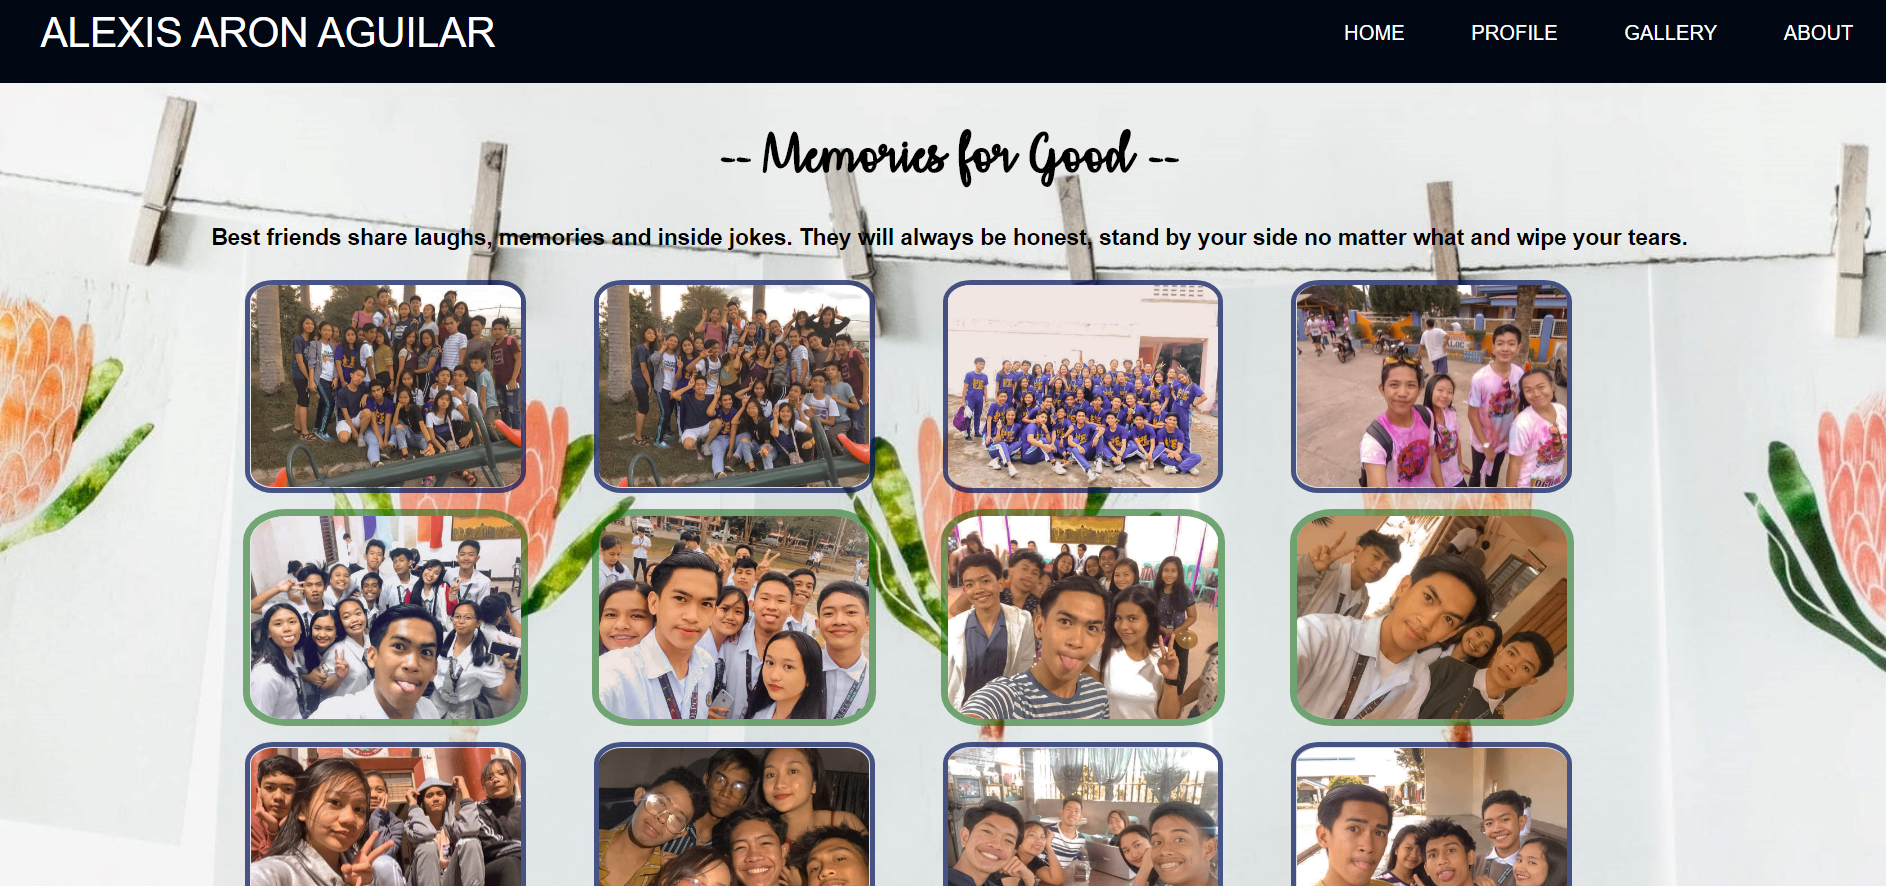 ALEXIS ARON AGUILAR
HOME PROFILE GALLERY ABOUT
-- Memories for Good --
Best friends share laughs, memories and inside jokes. They will always be honest, stand by your side no matter what and wipe your tears.